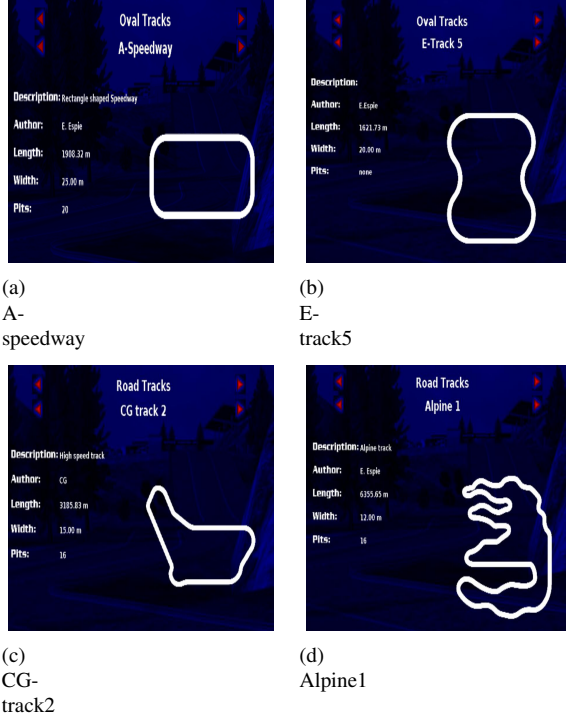 Oval Tracks
A-Speedway
Description: Rectangle shaped Speedway
Author: E. Espie
Length: 1908.32 m
Width: 25.00 m
Pits: 20
Oval Tracks
E-Track 5
Description:
Author: E.Espie
Length: 1621.73 m
Width: 20.00 m
Pits: none
(a)
A-
speedway
(b)
E-
track5
Road Tracks
CG track 2
Description: High speed track
Author: CG
Length: 3185.83 m
Width: 15.00 m
Pits: 16
Road Tracks
Alpine 1
Description: Alpine track
Author: E. Espie
Length: 6355.65 m
Width: 12.00 m
Pits: 16
(c)
CG-
track2
(d)
Alpine1